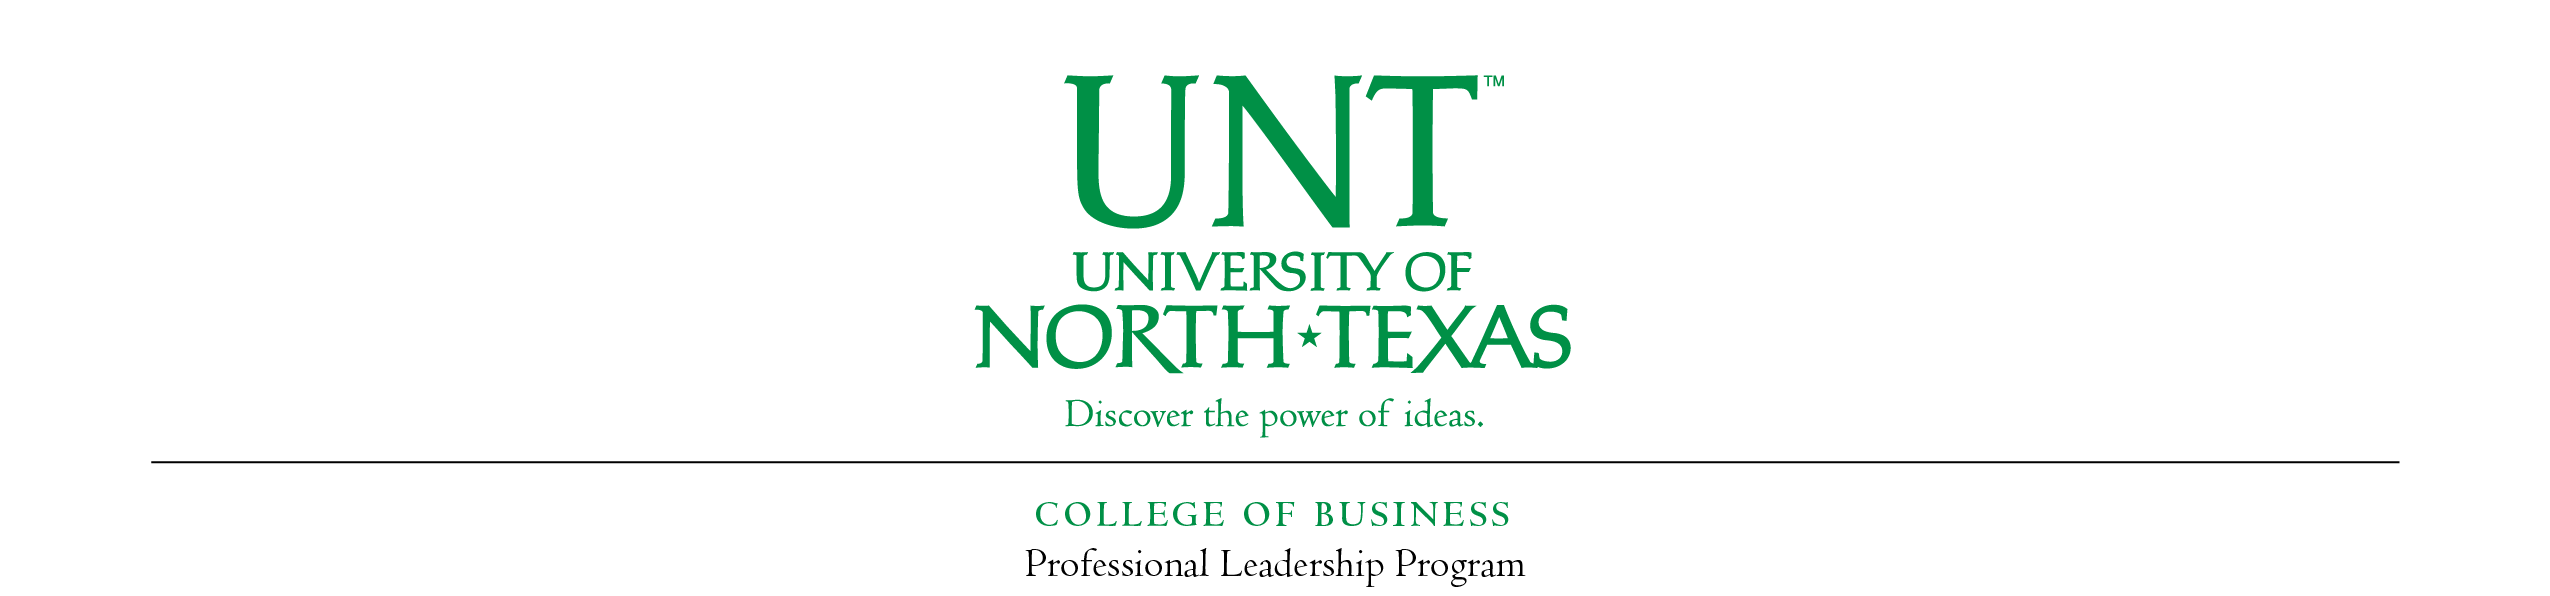 UNT™
UNIVERSITY OF
NORTH★TEXAS
Discover the power of ideas.
COLLEGE OF BUSINESS
Professional Leadership Program